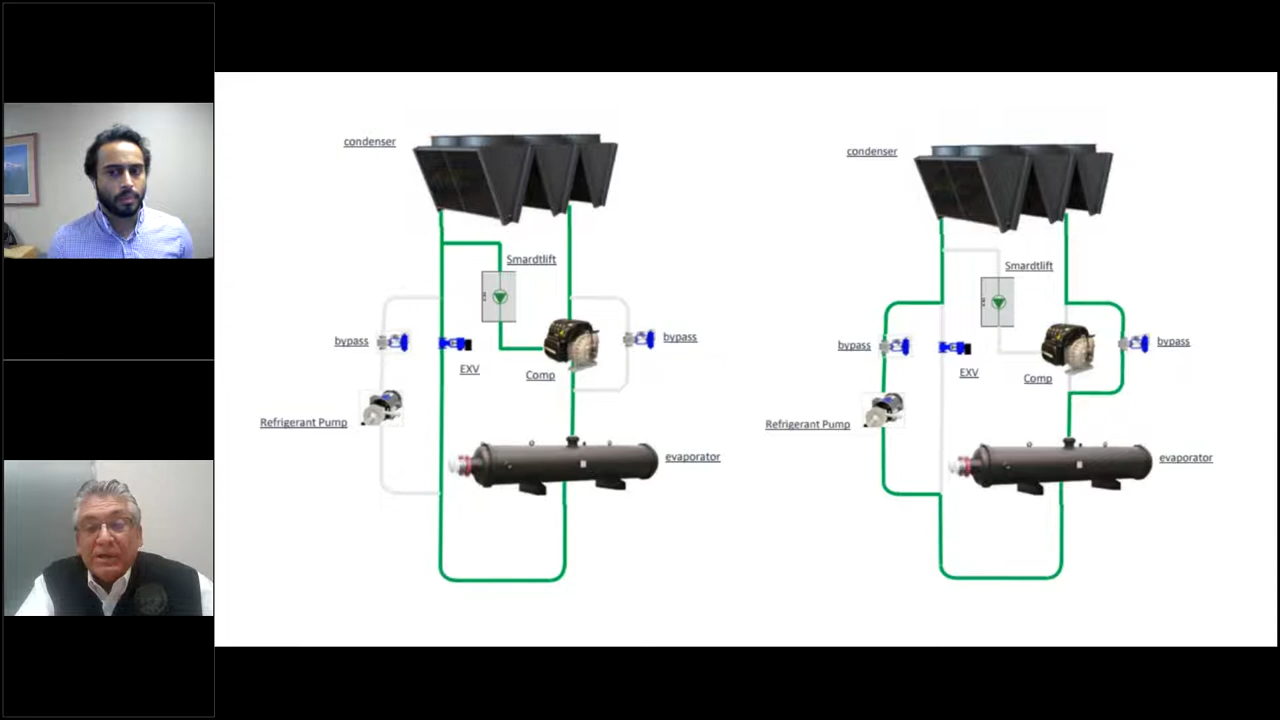 condenser
Smardtlift
bypass
bypass
EXV
Comp
Refrigerant Pump
evaporator
condenser
Smardtlift
bypass
bypass
EXV
Comp
Refrigerant Pump
evaporator